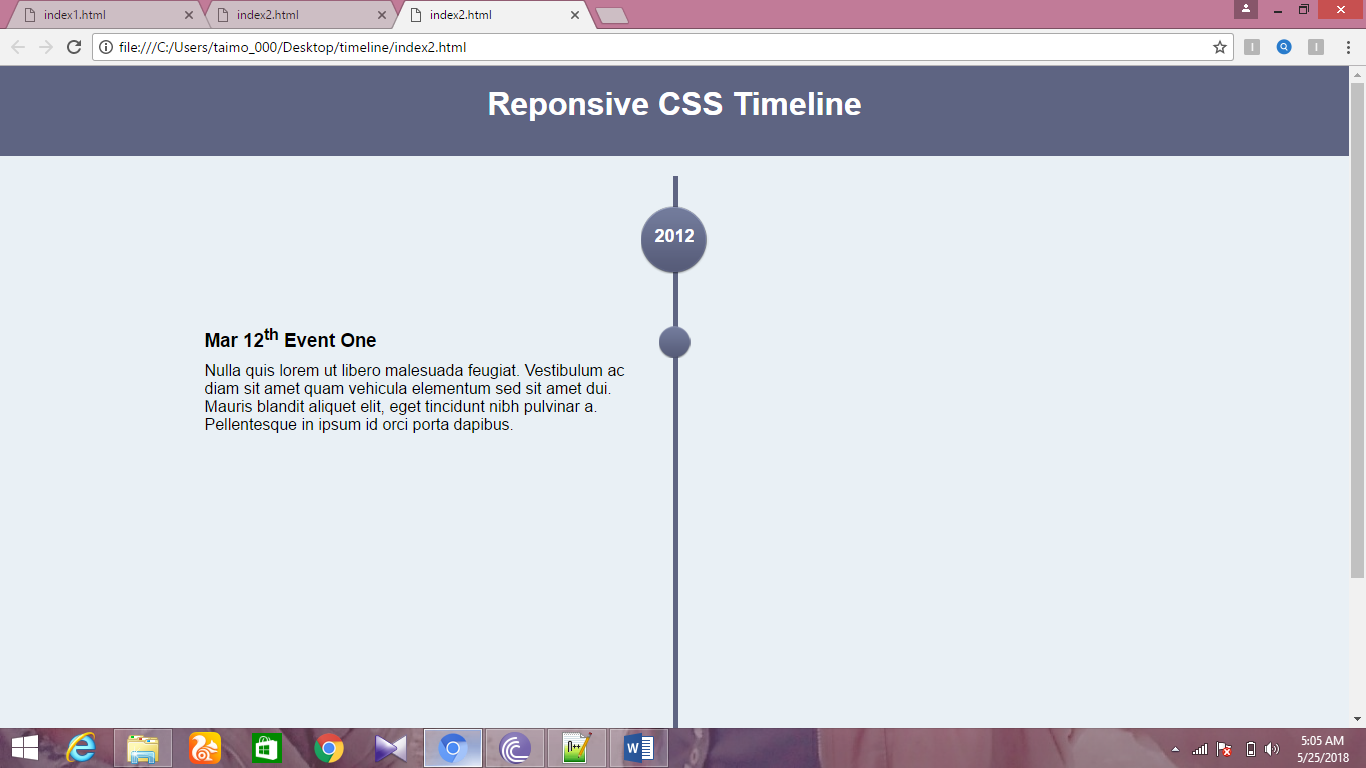 index1.html
index2.html
index2.html
file:///C:/Users/taimo_000/Desktop/timeline/index2.html
Reponsive CSS Timeline
2012
Mar 12th Event One
Nulla quis lorem ut libero malesuada feugiat. Vestibulum ac
diam sit amet quam vehicula elementum sed sit amet dui.
Mauris blandit aliquet elit, eget tincidunt nibh pulvinar a.
Pellentesque in ipsum id orci porta dapibus.
5:05 AM
5/25/2018